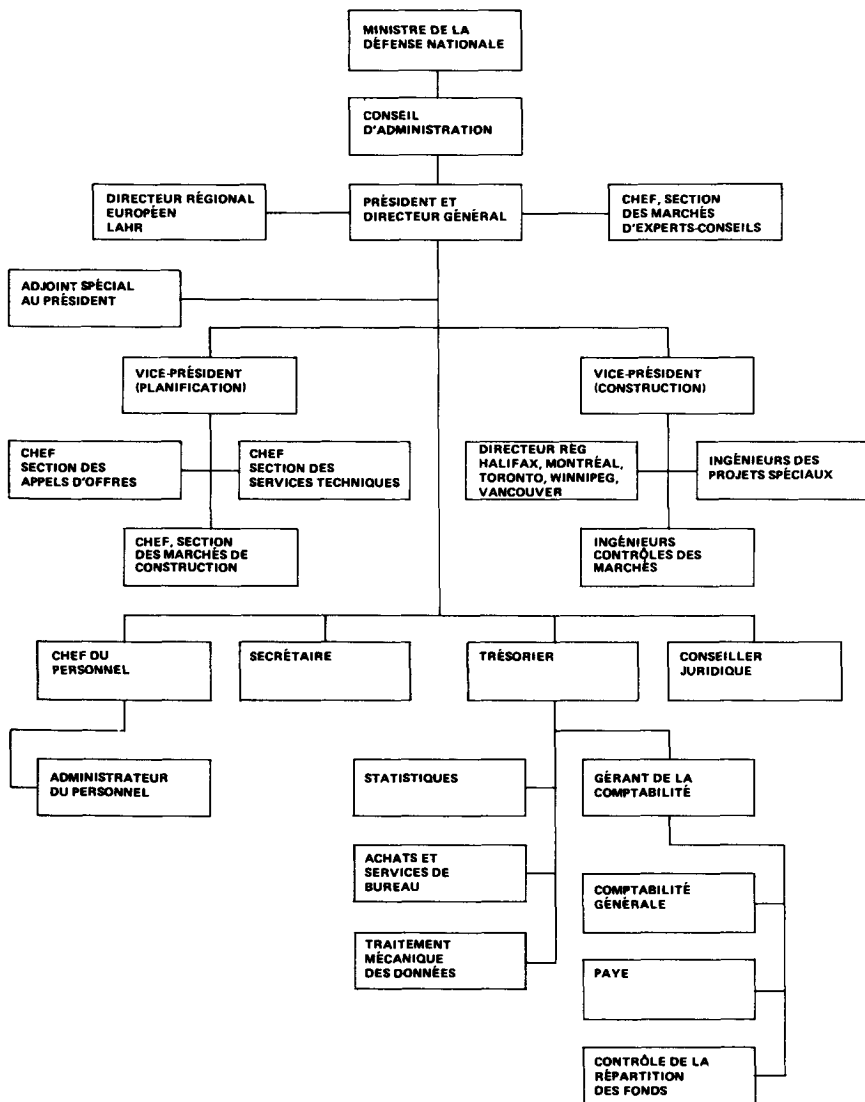 MINISTRE DE LA
DÉFENSE NATIONALE
CONSEIL
D'ADMINISTRATION
DIRECTEUR RÉGIONAL
EUROPÉEN
LAHR
PRÉSIDENT ET
DIRECTEUR GÉNÉRAL
CHEF, SECTION
DES MARCHÉS
D'EXPERTS-CONSEILS
ADJOINT SPÉCIAL
AU PRÉSIDENT
VICE-PRÉSIDENT
(PLANIFICATION)
VICE-PRÉSIDENT
(CONSTRUCTION)
CHEF
SECTION DES
APPELS D'OFFRES
CHEF
SECTION DES
SERVICES TECHNIQUES
DIRECTEUR RÈG
HALIFAX, MONTRÉAL,
TORONTO, WINNIPEG,
VANCOUVER
INGÉNIEURS DES
PROJETS SPÉCIAUX
CHEF, SECTION
DES MARCHÉS DE
CONSTRUCTION
INGÉNIEURS
CONTRÔLES DES
MARCHÉS
CHEF DU
PERSONNEL
SECRÉTAIRE
TRÉSORIER
CONSEILLER
JURIDIQUE
ADMINISTRATEUR
DU PERSONNEL
STATISTIQUES
GÉRANT DE LA
COMPTABILITÉ
ACHATS ET
SERVICES DE
BUREAU
COMPTABILITÉ
GÉNÉRALE
TRAITEMENT
MÉCANIQUE
DES DONNÉES
PAYE
CONTRÔLE DE LA
RÉPARTITION
DES FONDS